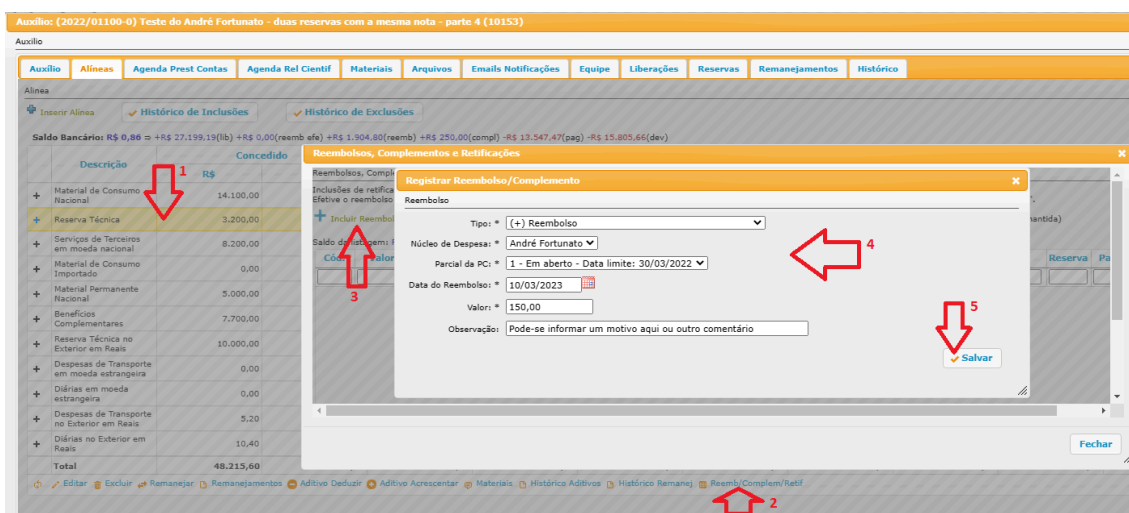 Auxílio: (2022/01100-0) Teste do André Fortunato - duas reservas com a mesma nota - parte 4 (10153)
Auxílio
Auxílio Alíneas Agenda Prest Contas Agenda Rel Cientif Materiais Arquivos Emails Notificações Equipe Liberações Reservas Remanejamentos Histórico
Alínea
Inserir Alínea Histórico de Inclusões Histórico de Exclusões
Saldo Bancário: R$ 0,86 = +R$ 27.199,19(lib) +R$ 0,00(reemb efe) +R$ 1.904,80(reemb) +R$ 250,00(compl) -R$ 13.547,47(pag) -R$ 15.805,66(dev)
Descrição
Concedido
R$
1
Material de Consumo Nacional 14.100,00
Reserva Técnica 3.200,00
Serviços de Terceiros em moeda nacional 8.200,00
Material de Consumo Importado 0,00
Material Permanente Nacional 5.000,00
Benefícios Complementares 7.700,00
Reserva Técnica no Exterior em Reais 10.000,00
Despesas de Transporte em moeda estrangeira 0,00
Diárias em moeda estrangeira 0,00
Despesas de Transporte no Exterior em Reais 5,20
Diárias no Exterior em Reais 10,40
Total 48.215,60
Editar Excluir Remanejar Remanejamentos Aditivo Deduzir Aditivo Acrescentar Materiais Histórico Aditivos Histórico Remanej Reemb/Complem/Retif
2
Reembolsos, Complementos e Retificações x
Reembolsos, Compl
Inclusões de retifica
Efetive o reembolso
Incluir Reembol
3
Saldo da listagem:
Cód
Reserva
Registrar Reembolso/Complemento x
Reembolso
Tipo: * (+) Reembolso
Núcleo de Despesa: * André Fortunato
Parcial da PC: * 1 - Em aberto - Data limite: 30/03/2022
Data do Reembolso: * 10/03/2023
Valor: * 150,00
Observação: Pode-se informar um motivo aqui ou outro comentário
4
5
Salvar
Fechar